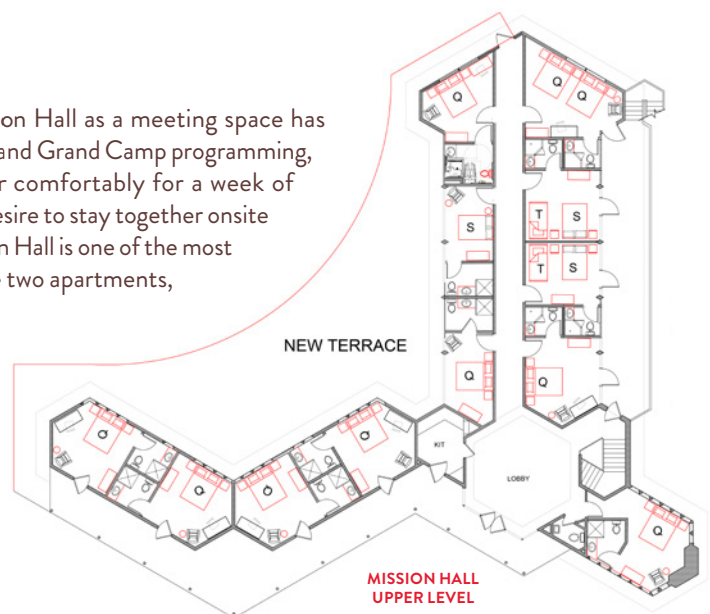 on Hall as a meeting space has
and Grand Camp programming,
r comfortably for a week of
esire to stay together onsite
n Hall is one of the most
e two apartments,
Q
Q Q
S
T S
T S
NEW TERRACE
Q
Q
Q
Q
Q
Q
KIT
LOBBY
Q
MISSION HALL
UPPER LEVEL